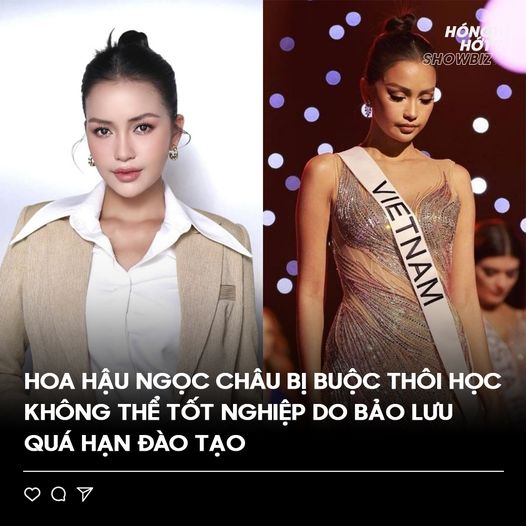 HÓNG
HỚT
SHOWBIZ
VIETNAM
HOA HẬU NGỌC CHÂU BỊ BUỘC THÔI HỌC
KHÔNG THỂ TỐT NGHIỆP DO BẢO LƯU
QUÁ HẠN ĐÀO TẠO